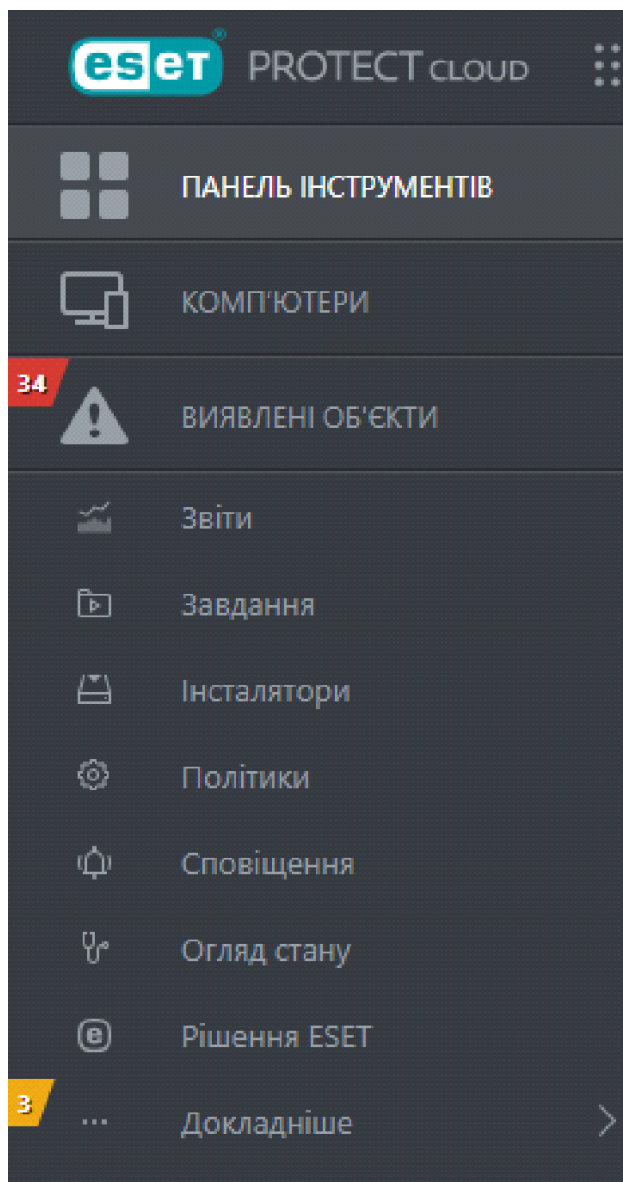 eset® PROTECT CLOUD
ПАНЕЛЬ ІНСТРУМЕНТІВ
КОМП'ЮТЕРИ
34
ВИЯВЛЕНІ ОБ'ЄКТИ
Звіти
Завдання
Інсталятори
Політики
Сповіщення
Огляд стану
Рішення ESET
3
Докладніше